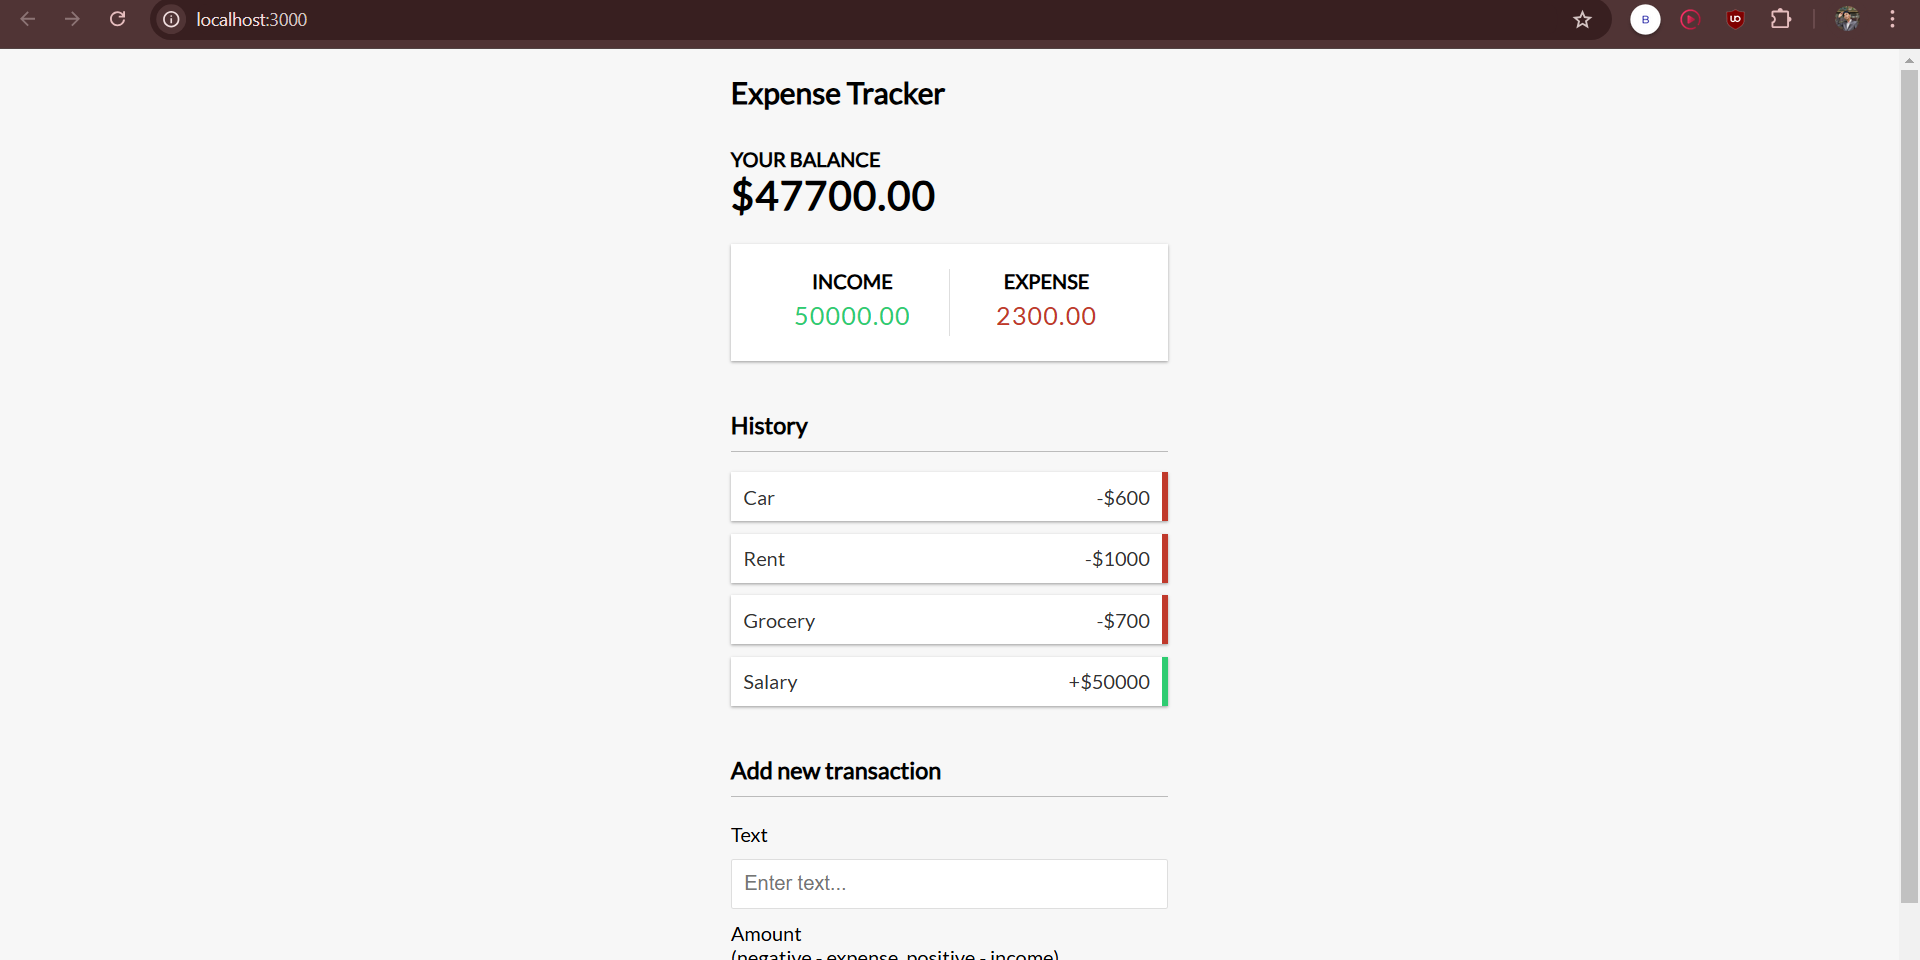 localhost:3000
B
UO
Expense Tracker
YOUR BALANCE
$47700.00
INCOME
EXPENSE
50000.00
2300.00
History
Car -$600
Rent -$1000
Grocery -$700
Salary +$50000
Add new transaction
Text
Enter text...
Amount
(negative - expense, positive - income)